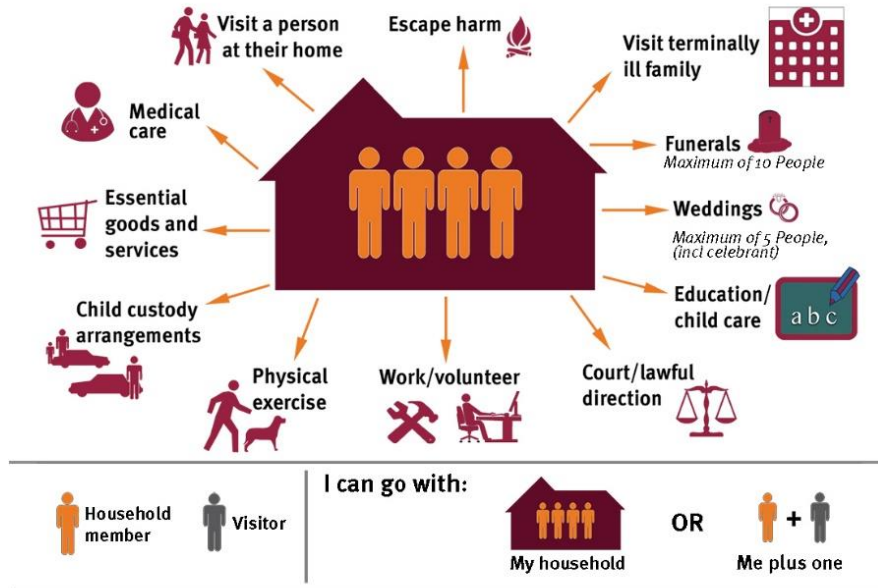 Visit a person
at their home
Escape harm
Visit terminally
ill family
Medical
care
Funerals
Maximum of 10 People
Essential
goods and
services
Weddings
Maximum of 5 People,
(incl celebrant)
Child custody
arrangements
Education/
child care
a b c
Physical
exercise
Work/volunteer
Court/lawful
direction
Household
member
Visitor
I can go with:
My household
OR
+
Me plus one